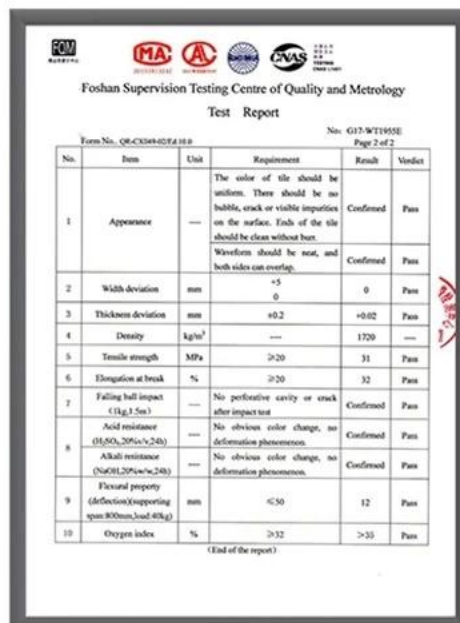 FQM
MA
CAL
ilac-MRA
CNAS
TESTING
Foshan Supervision Testing Centre of Quality and Metrology
Test Report
No: G17-WT1955E
Form No. QR-CX049-02/Ed.10.0
Page 2 of 2
No. Item Unit Requirement Result Verdict
1 Appearance ---- The color of tile should be
uniform. There should be no
bubble, crack or visible impurities
on the surface. Ends of the tile
should be clean without burr. Confirmed Pass
Waveform should be neat, and
both sides can overlap. Confirmed Pass
2 Width deviation mm +5
0 0 Pass
3 Thickness deviation mm +0.2 +0.02 Pass
4 Density kg/m³ ---- 1720 ----
5 Tensile strength MPa ≥20 31 Pass
6 Elongation at break % ≥20 32 Pass
7 Falling ball impact
(1kg,1.5m) ---- No perforative cavity or crack
after impact test Confirmed Pass
8 Acid resistance
(H₂SO₄,20%v/v,24h) ---- No obvious color change, no
deformation phenomenon. Confirmed Pass
Alkali resistance
(NaOH,20%w/w,24h) ---- No obvious color change, no
deformation phenomenon. Confirmed Pass
9 Flexural property
(deflection)(supporting
span:800mm,load:40kg) mm ≤50 12 Pass
10 Oxygen index % ≥32 >35 Pass
(End of the report)